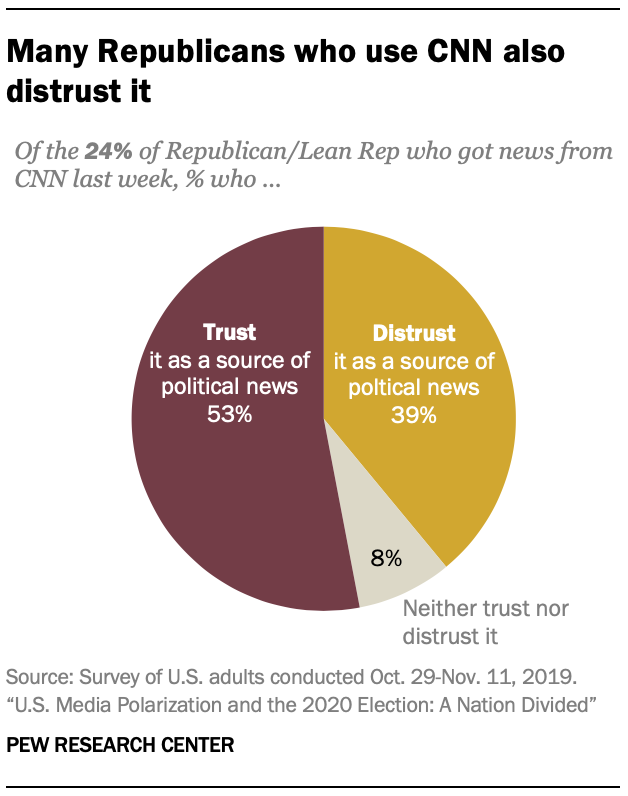 Many Republicans who use CNN also
distrust it
Of the 24% of Republican/Lean Rep who got news from
CNN last week, % who ...
Trust
it as a source of
political news
53%
Distrust
it as a source of
poltical news
39%
8%
Neither trust nor
distrust it
Source: Survey of U.S. adults conducted Oct. 29-Nov. 11, 2019.
“U.S. Media Polarization and the 2020 Election: A Nation Divided”
PEW RESEARCH CENTER